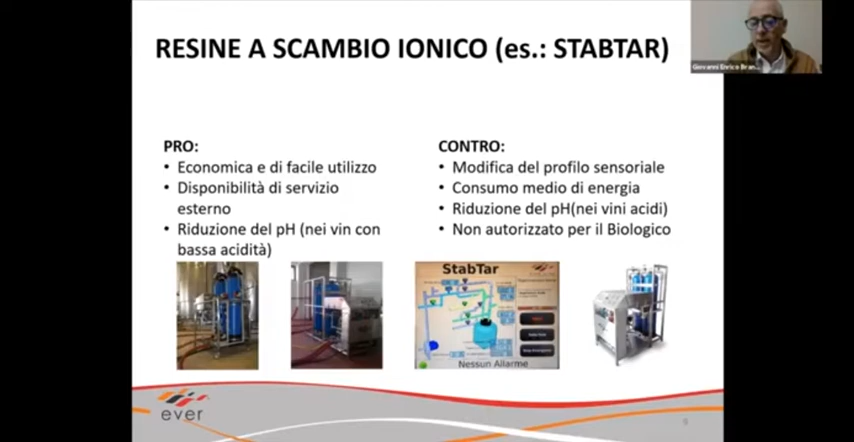 RESINE A SCAMBIO IONICO (es.: STABTAR)
Giovanni Enrico
PRO:
• Economica e di facile utilizzo
• Disponibilità di servizio
esterno
• Riduzione del pH (nei vin con
bassa acidità)
CONTRO:
• Modifica del profilo sensoriale
• Consumo medio di energia
• Riduzione del pH(nei vini acidi)
• Non autorizzato per il Biologico
StabTar
Nessun Allarme
ever